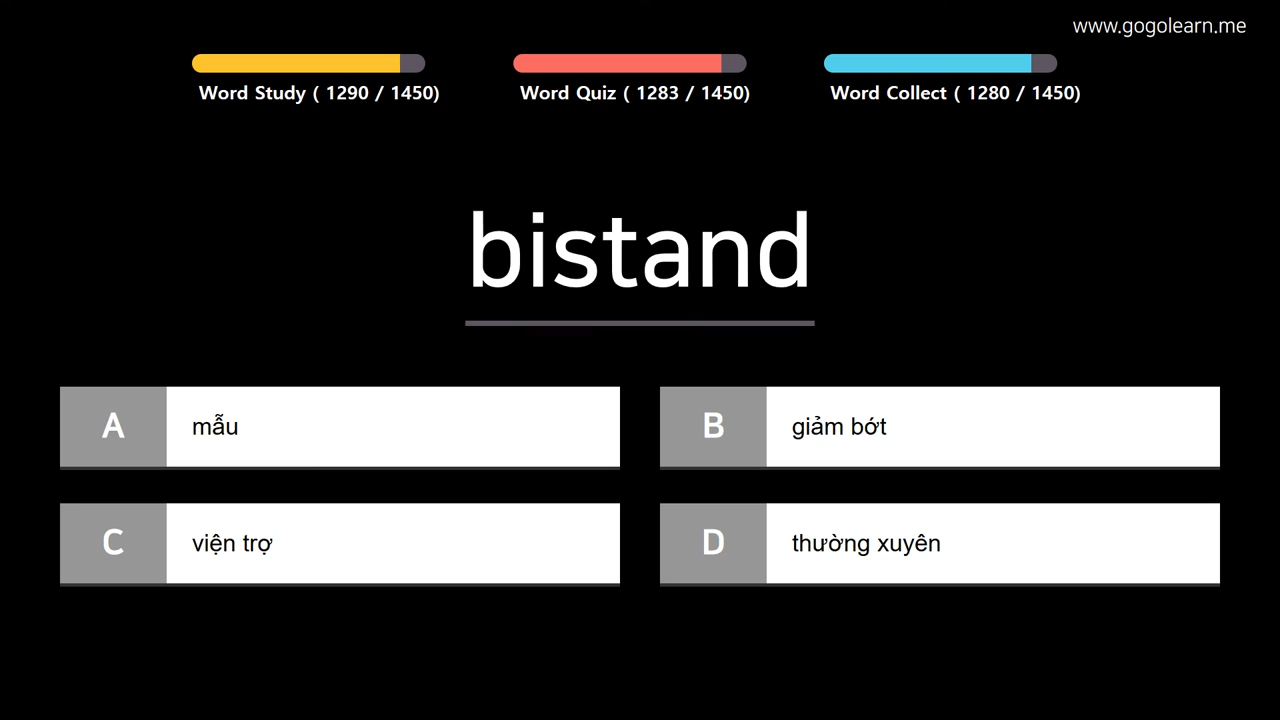 www.gogolearn.me
Word Study ( 1290 / 1450)
Word Quiz ( 1283 / 1450)
Word Collect ( 1280 / 1450)
bistand
A mẫu
B giảm bớt
C viện trợ
D thường xuyên